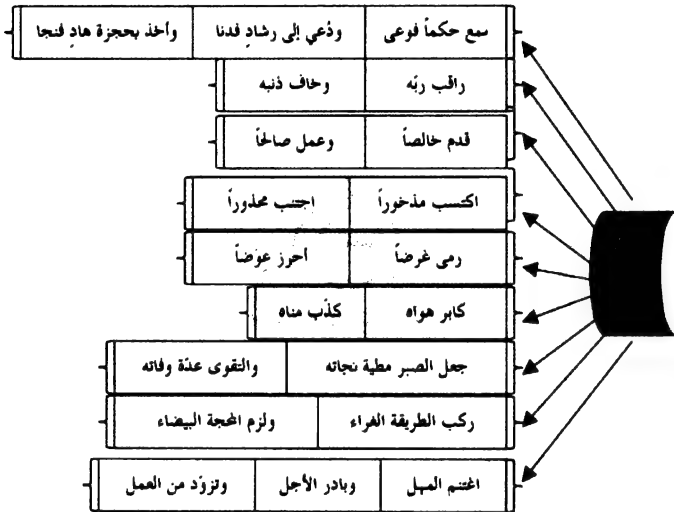 سمع حكماً فوعى ودُعي إلى رشادٍ فدنا وأخذ بحجزة هادٍ فنجا
راقب ربّه وخاف ذنبه
قدم خالصاً وعمل صالحاً
اكتسب مذخوراً اجتنب محذوراً
رمى غرضاً أحرز عوضاً
كابر هواه كذّب مناه
جعل الصبر مطية نجاته والتقوى عدّة وفاته
ركب الطريقة الغراء ولزم المحجة البيضاء
اغتنم المهل وبادر الأجل وتزوّد من العمل